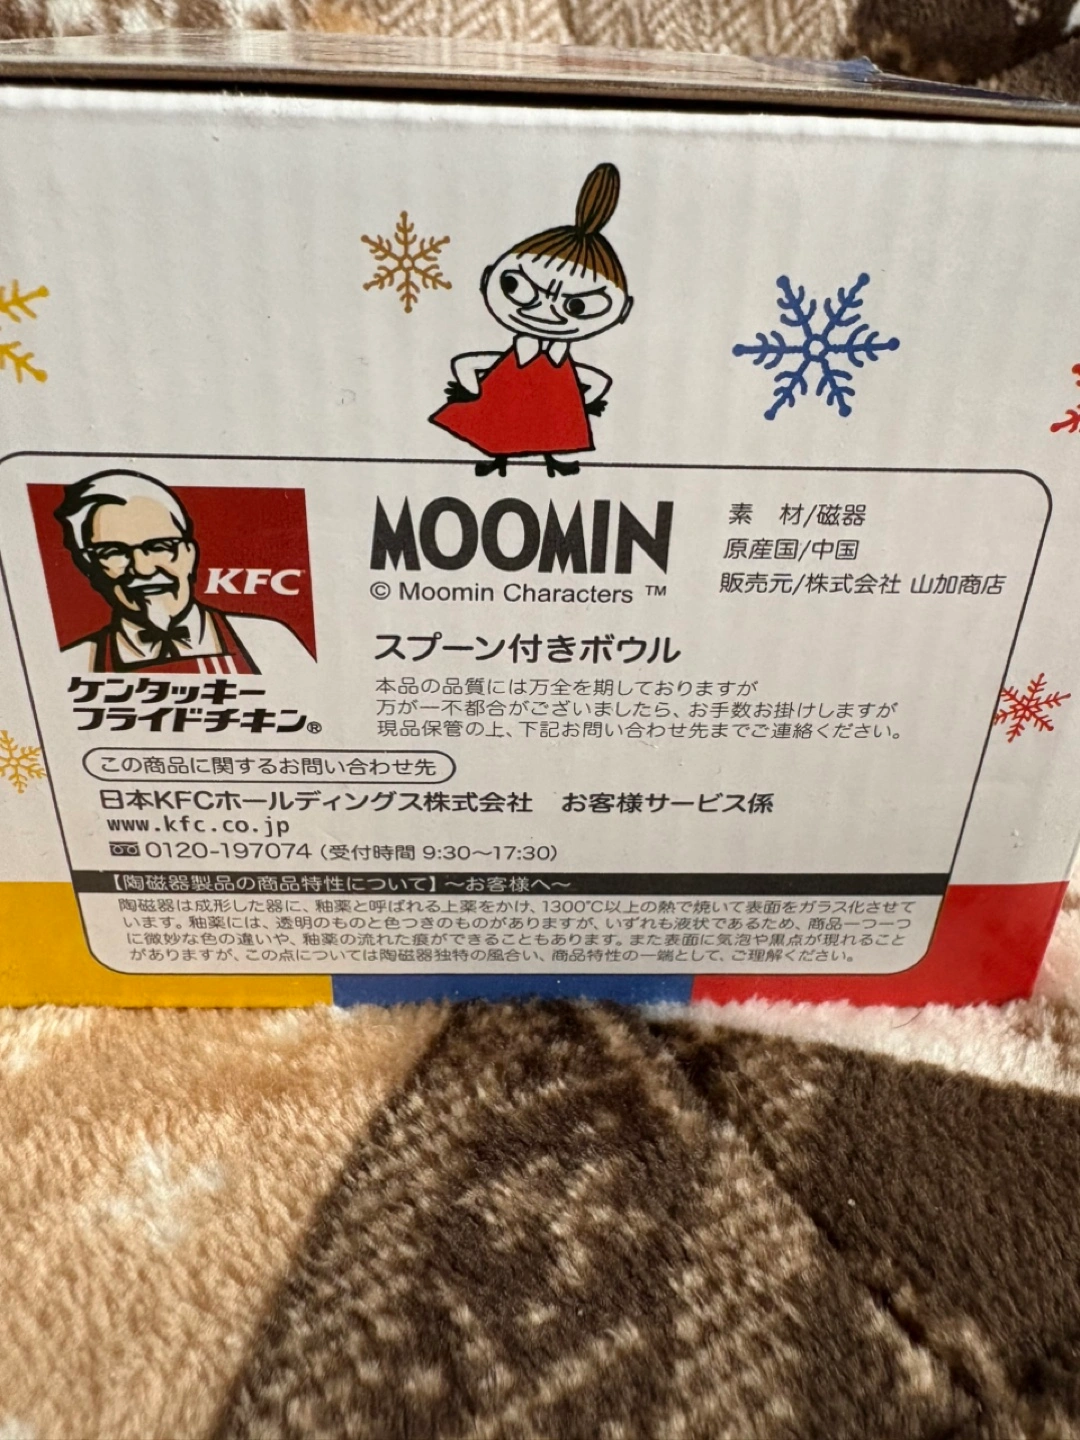 KFC
ケンタッキー
フライドチキン®
MOOMIN
© Moomin Characters ™
素 材/磁器
原産国/中国
販売元/株式会社 山加商店
スプーン付きボウル
本品の品質には万全を期しておりますが
万が一不都合がございましたら、お手数お掛けしますが
現品保管の上、下記お問い合わせ先までご連絡ください。
この商品に関するお問い合わせ先
日本KFCホールディングス株式会社 お客様サービス係
www.kfc.co.jp
0120-197074（受付時間 9:30〜17:30）
【陶磁器製品の商品特性について】〜お客様へ〜
陶磁器は成形した器に、釉薬と呼ばれる上薬をかけ、1300℃以上の熱で焼いて表面をガラス化させて
います。釉薬には、透明のものと色つきのものがありますが、いずれも液状であるため、商品一つ一つ
に微妙な色の違いや、釉薬の流れた痕ができることもあります。また表面に気泡や黒点が現れること
がありますが、この点については陶磁器独特の風合い、商品特性の一端として、ご理解ください。